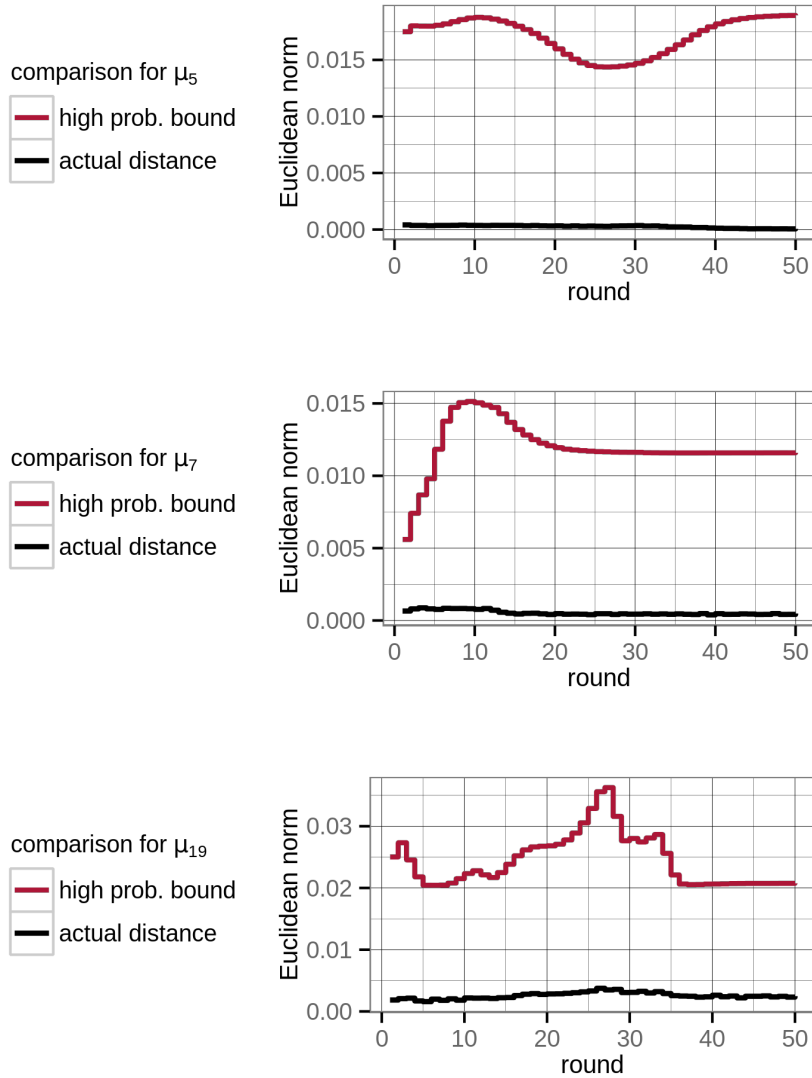 comparison for μ₅
high prob. bound
actual distance
Euclidean norm
0.015
0.010
0.005
0.000
0 10 20 30 40 50
round
comparison for μ₇
high prob. bound
actual distance
Euclidean norm
0.015
0.010
0.005
0.000
0 10 20 30 40 50
round
comparison for μ₁₉
high prob. bound
actual distance
Euclidean norm
0.03
0.02
0.01
0.00
0 10 20 30 40 50
round